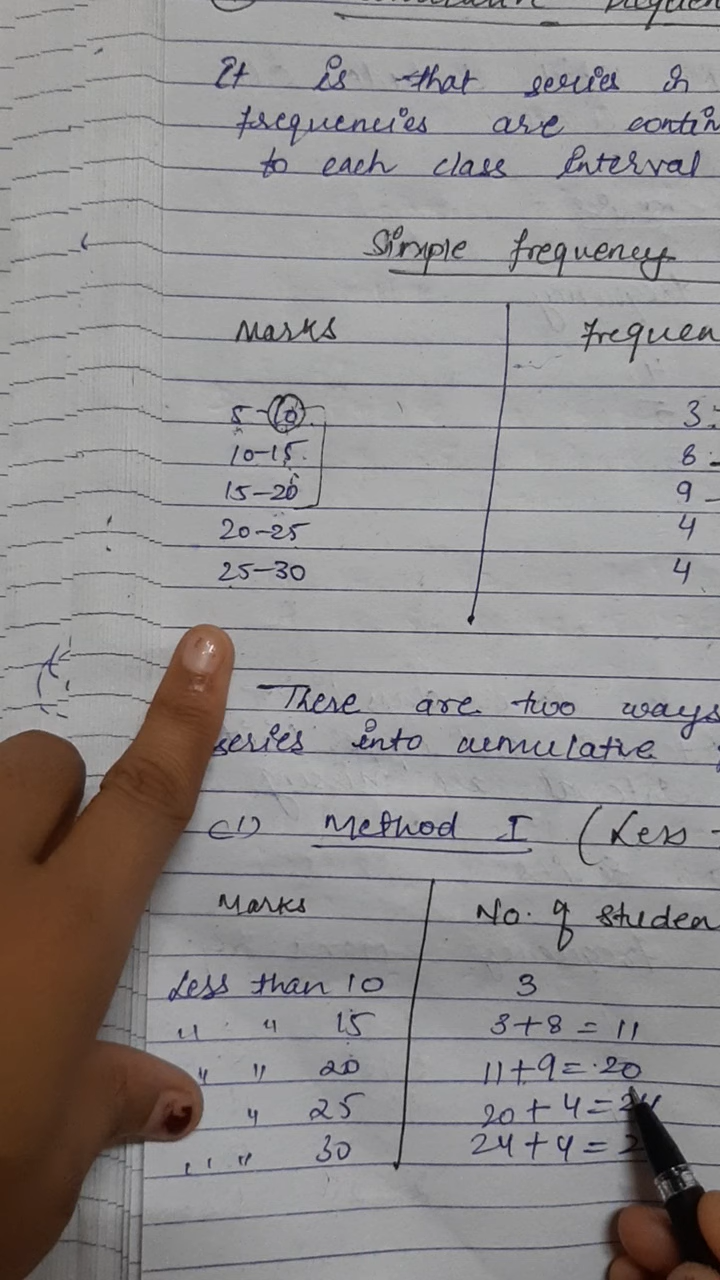 It is that series in
frequencies are contin
to each class interval
Simple frequency
Marks frequen
5-10 3
10-15 8
15-20 9
20-25 4
25-30 4
There are two ways
series into cumulative
(1) Method I (Less
Marks No. of Studen
Less than 10 3
" " 15 3+8=11
" " 20 11+9=20
" 25 20+4=24
" " 30 24+4=2